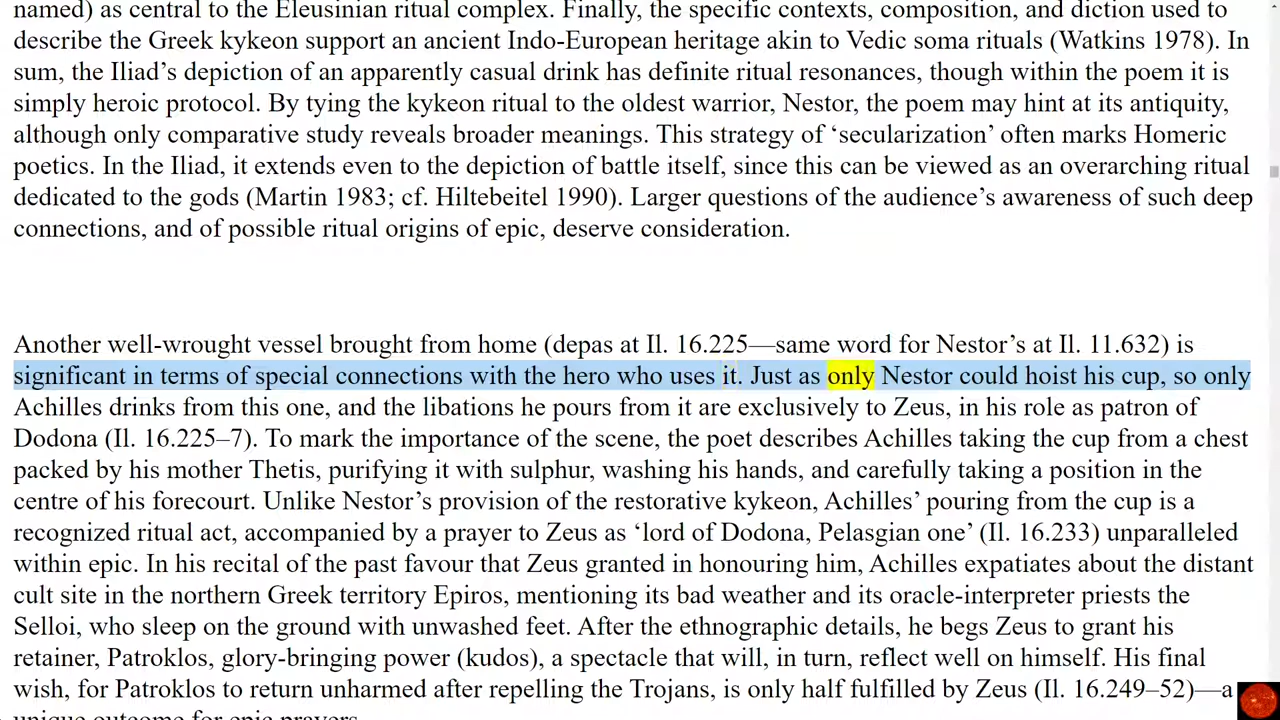 named) as central to the Eleusinian ritual complex. Finally, the specific contexts, composition, and diction used to
describe the Greek kykeon support an ancient Indo-European heritage akin to Vedic soma rituals (Watkins 1978). In
sum, the Iliad’s depiction of an apparently casual drink has definite ritual resonances, though within the poem it is
simply heroic protocol. By tying the kykeon ritual to the oldest warrior, Nestor, the poem may hint at its antiquity,
although only comparative study reveals broader meanings. This strategy of ‘secularization’ often marks Homeric
poetics. In the Iliad, it extends even to the depiction of battle itself, since this can be viewed as an overarching ritual
dedicated to the gods (Martin 1983; cf. Hiltebeitel 1990). Larger questions of the audience’s awareness of such deep
connections, and of possible ritual origins of epic, deserve consideration.
Another well-wrought vessel brought from home (depas at Il. 16.225—same word for Nestor’s at Il. 11.632) is
significant in terms of special connections with the hero who uses it. Just as only Nestor could hoist his cup, so only
Achilles drinks from this one, and the libations he pours from it are exclusively to Zeus, in his role as patron of
Dodona (Il. 16.225–7). To mark the importance of the scene, the poet describes Achilles taking the cup from a chest
packed by his mother Thetis, purifying it with sulphur, washing his hands, and carefully taking a position in the
centre of his forecourt. Unlike Nestor’s provision of the restorative kykeon, Achilles’ pouring from the cup is a
recognized ritual act, accompanied by a prayer to Zeus as ‘lord of Dodona, Pelasgian one’ (Il. 16.233) unparalleled
within epic. In his recital of the past favour that Zeus granted in honouring him, Achilles expatiates about the distant
cult site in the northern Greek territory Epiros, mentioning its bad weather and its oracle-interpreter priests the
Selloi, who sleep on the ground with unwashed feet. After the ethnographic details, he begs Zeus to grant his
retainer, Patroklos, glory-bringing power (kudos), a spectacle that will, in turn, reflect well on himself. His final
wish, for Patroklos to return unharmed after repelling the Trojans, is only half fulfilled by Zeus (Il. 16.249–52)—a
unique outcome for epic prayers.